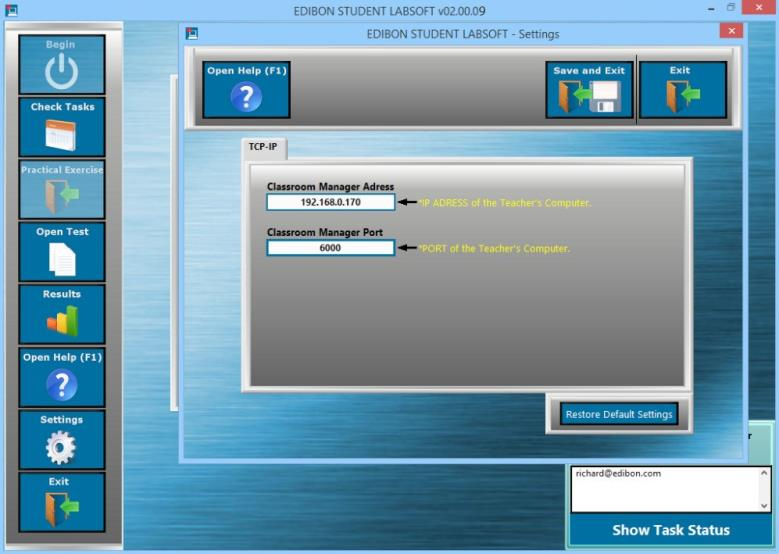 EDIBON STUDENT LABSOFT v02.00.09
EDIBON STUDENT LABSOFT - Settings
Begin
Check Tasks
Practical Exercise
Open Test
Results
Open Help (F1)
Settings
Exit
Open Help (F1)
Save and Exit
Exit
TCP-IP
Classroom Manager Adress
192.168.0.170
*IP ADRESS of the Teacher's Computer.
Classroom Manager Port
6000
*PORT of the Teacher's Computer.
Restore Default Settings
r
richard@edibon.com
Show Task Status